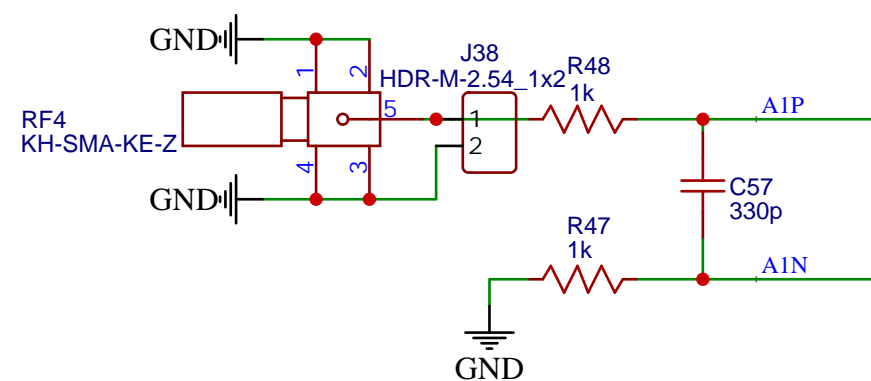 GND
J38
HDR-M-2.54_1x2
R48
1k
1
2
RF4
KH-SMA-KE-Z
5
1
2
A1P
4
3
GND
C57
330p
R47
1k
A1N
GND